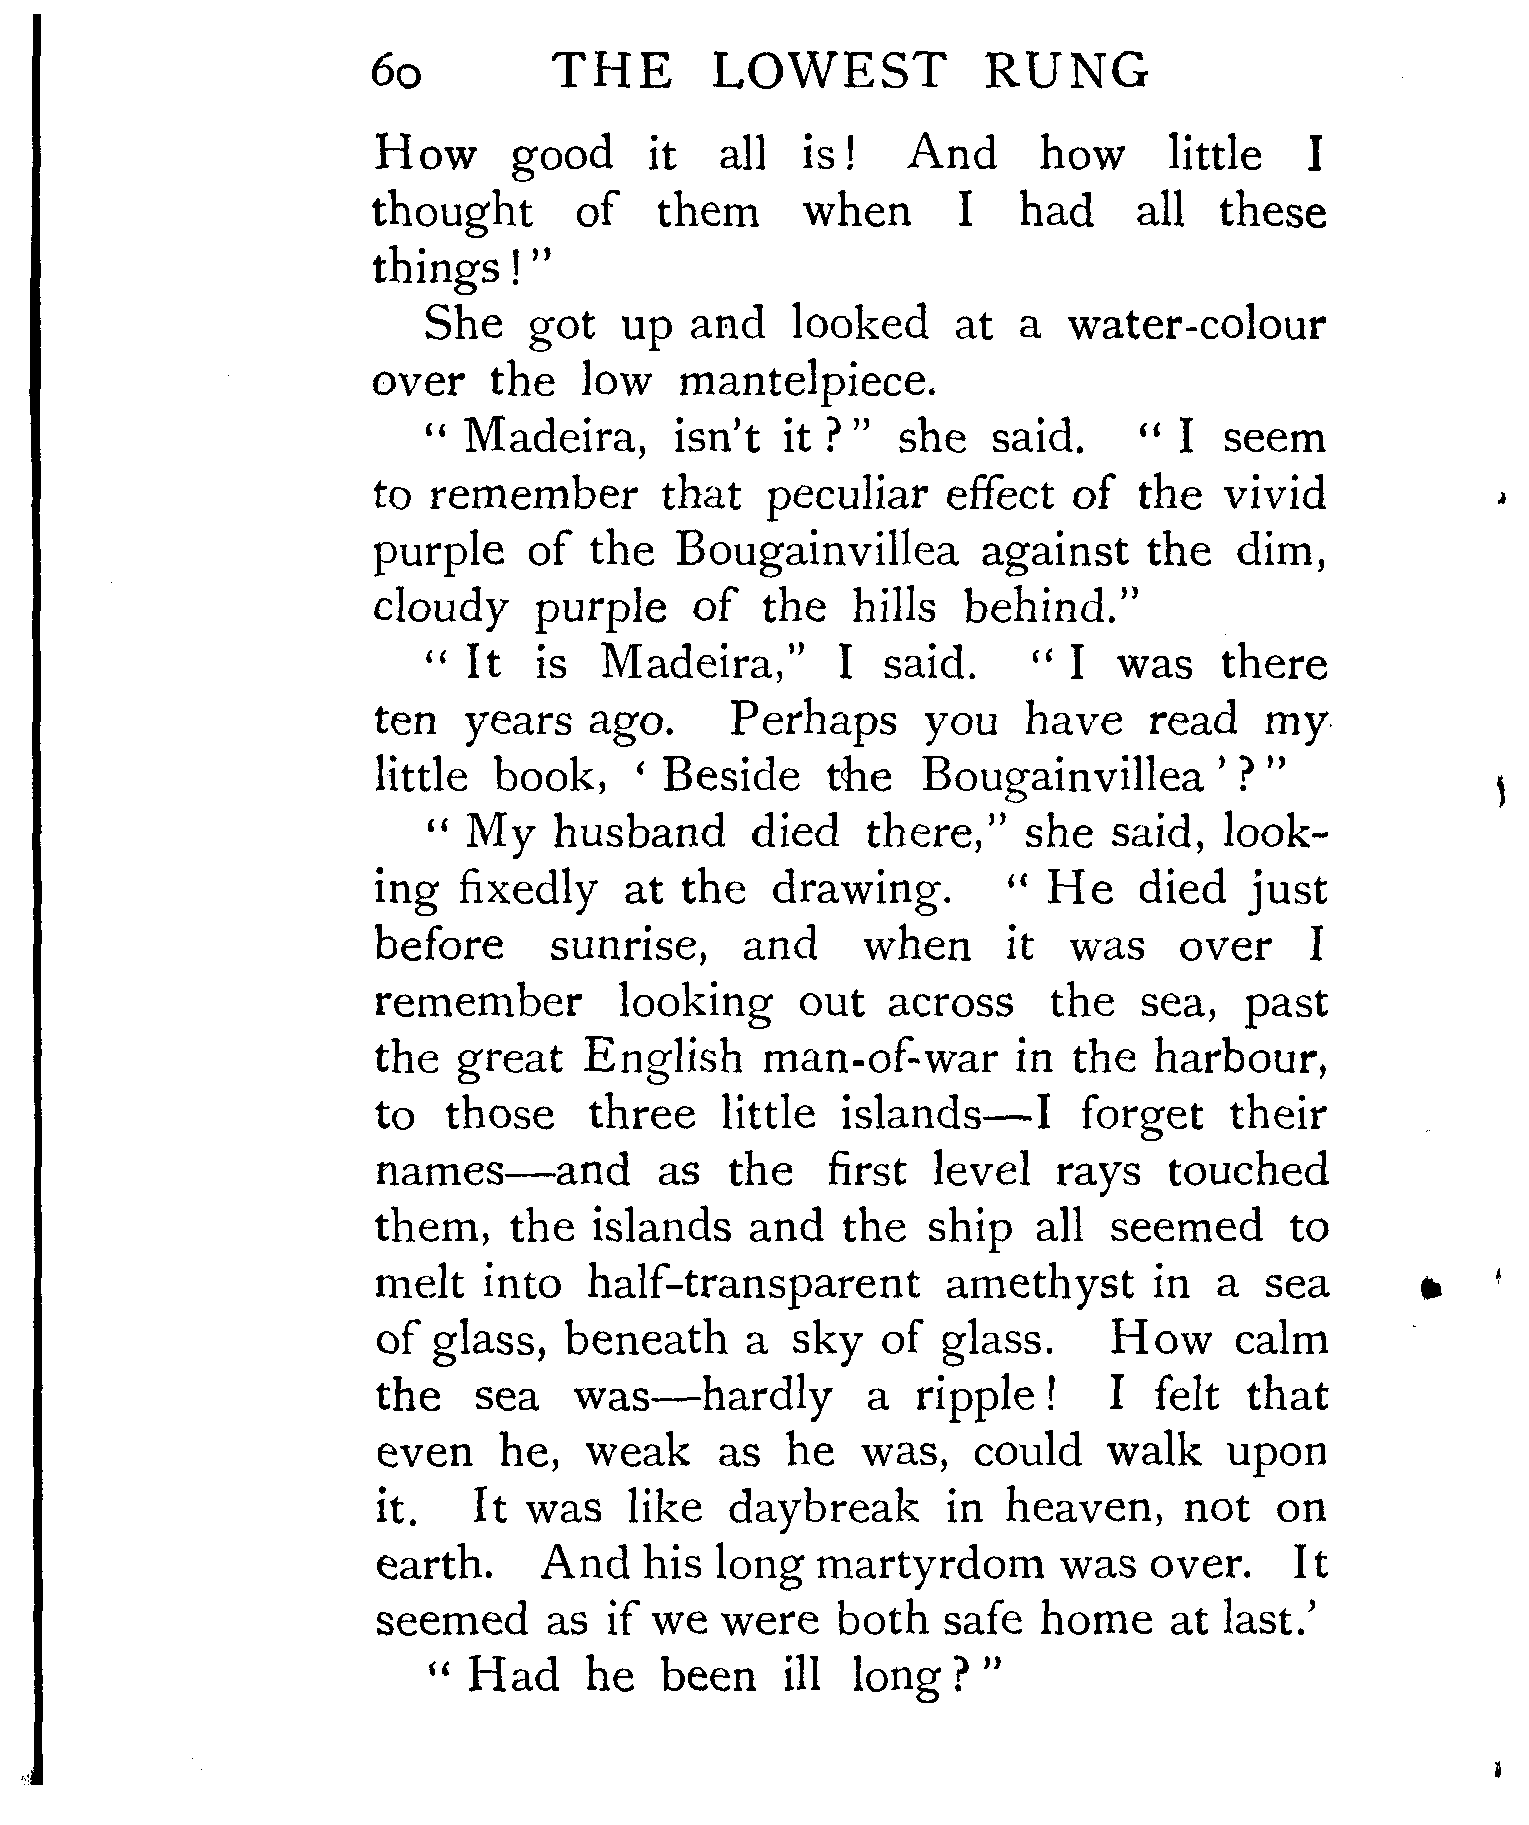 60 THE LOWEST RUNG
How good it all is! And how little I
thought of them when I had all these
things!"
She got up and looked at a water-colour
over the low mantelpiece.
"Madeira, isn't it?" she said. "I seem
to remember that peculiar effect of the vivid
purple of the Bougainvillea against the dim,
cloudy purple of the hills behind."
"It is Madeira," I said. "I was there
ten years ago. Perhaps you have read my
little book, 'Beside the Bougainvillea'?"
"My husband died there," she said, look-
ing fixedly at the drawing. "He died just
before sunrise, and when it was over I
remember looking out across the sea, past
the great English man-of-war in the harbour,
to those three little islands—I forget their
names—and as the first level rays touched
them, the islands and the ship all seemed to
melt into half-transparent amethyst in a sea
of glass, beneath a sky of glass. How calm
the sea was—hardly a ripple! I felt that
even he, weak as he was, could walk upon
it. It was like daybreak in heaven, not on
earth. And his long martyrdom was over. It
seemed as if we were both safe home at last.'
"Had he been ill long?"